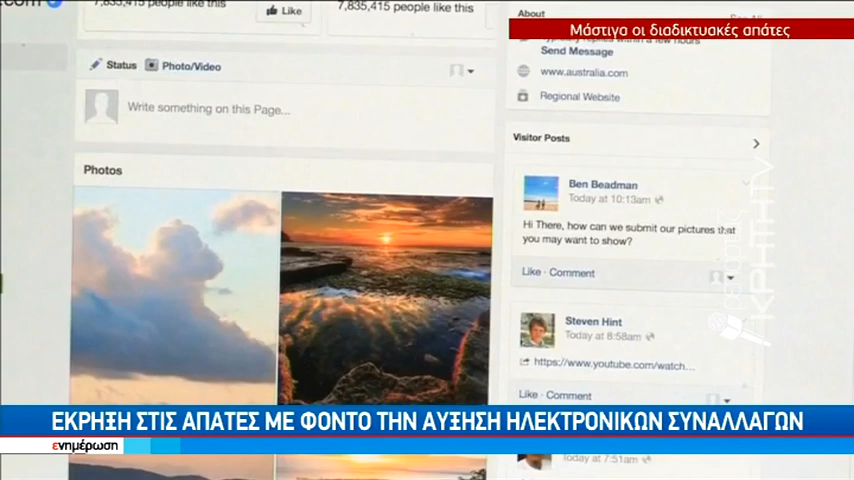 .com
7,835,415 people like this
Like
7,835,415 people like this
About
Μάστιγα οι διαδικτυακές απάτες
Send Message
www.australia.com
Regional Website
Status
Photo/Video
Write something on this Page...
Photos
Visitor Posts
Ben Beadman
Today at 10:13am
Hi There, how can we submit our pictures that
you may want to show?
Like · Comment
Steven Hint
Today at 8:58am
https://www.youtube.com/watch...
Like · Comment
Today at 7:51am
ΚΡΗΤΗTV
ΕΚΡΗΞΗ ΣΤΙΣ ΑΠΑΤΕΣ ΜΕ ΦΟΝΤΟ ΤΗΝ ΑΥΞΗΣΗ ΗΛΕΚΤΡΟΝΙΚΩΝ ΣΥΝΑΛΛΑΓΩΝ
ενημέρωση